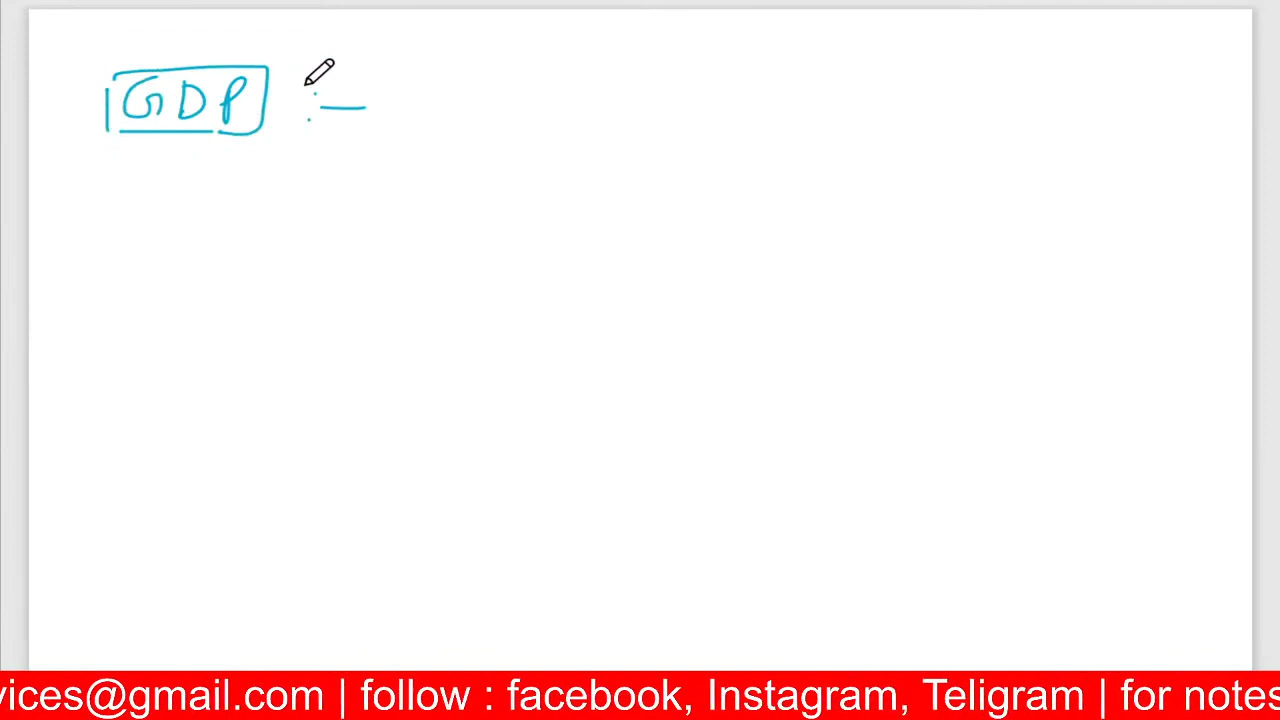 GDP :-
vices@gmail.com | follow : facebook, Instagram, Teligram | for notes